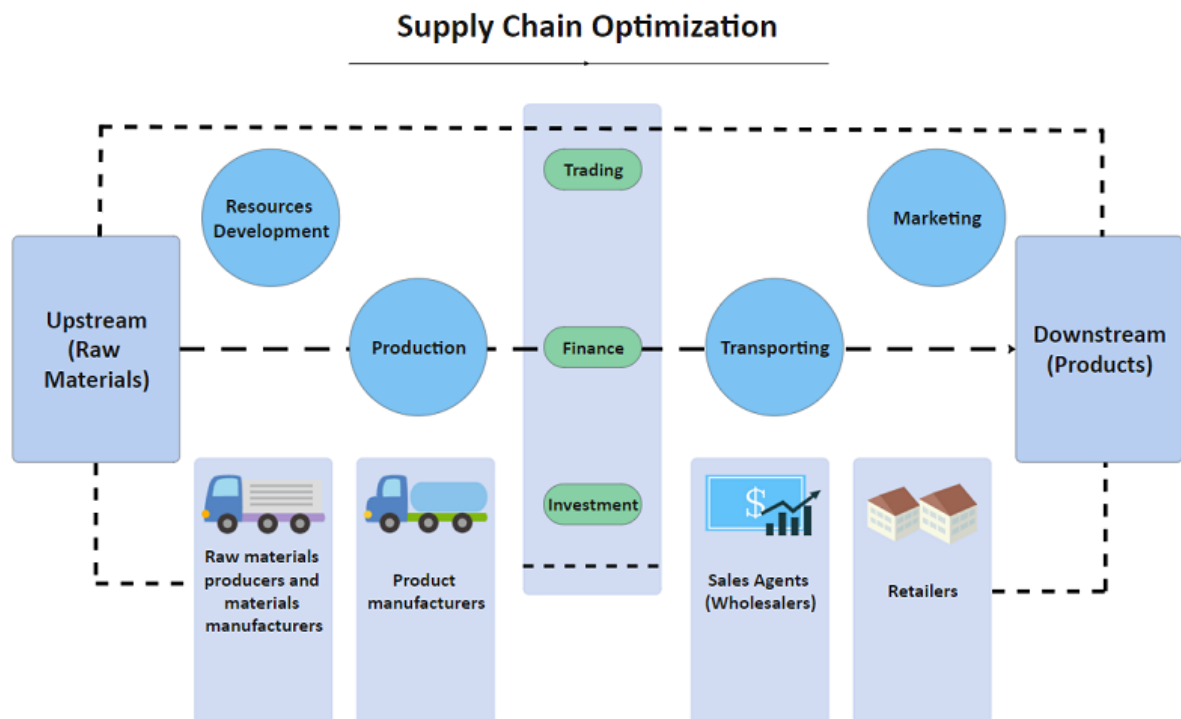 Supply Chain Optimization
Trading
Resources
Development
Marketing
Upstream
(Raw
Materials)
Production
Finance
Transporting
Downstream
(Products)
Investment
$
Raw materials
producers and
materials
manufacturers
Product
manufacturers
Sales Agents
(Wholesalers)
Retailers